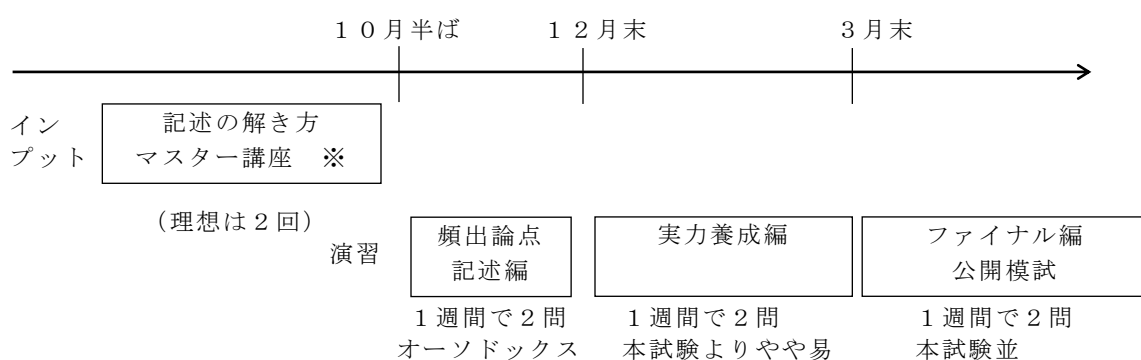 １０月半ば
１２月末
３月末
イン
プット
記述の解き方
マスター講座　※
（理想は２回）
演習
頻出論点
記述編
実力養成編
ファイナル編
公開模試
１週間で２問
オーソドックス
１週間で２問
本試験よりやや易
１週間で２問
本試験並